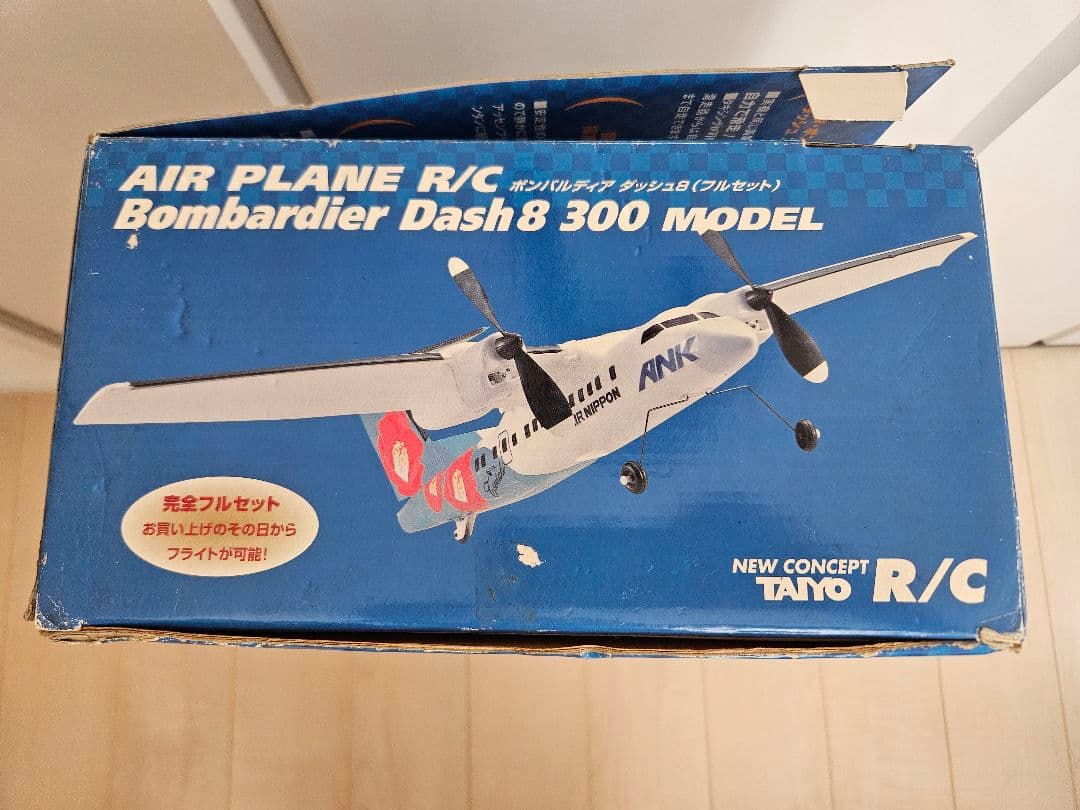 AIR PLANE R/C ボンバルディア ダッシュ8(フルセット)
Bombardier Dash 8 300 MODEL
ANK
AIR NIPPON
完全フルセット
お買い上げのその日から
フライトが可能!
NEW CONCEPT
TAIYO R/C